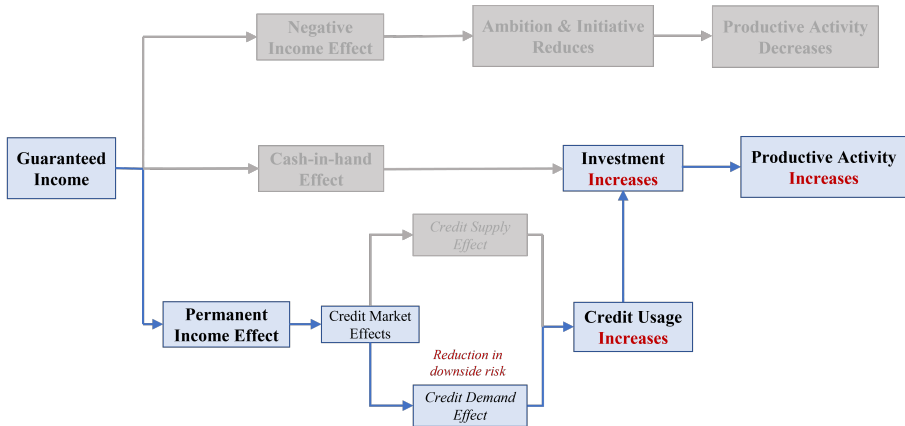 Negative
Income Effect
Ambition & Initiative
Reduces
Productive Activity
Decreases
Guaranteed
Income
Cash-in-hand
Effect
Investment
Increases
Productive Activity
Increases
Credit Supply
Effect
Permanent
Income Effect
Credit Market
Effects
Credit Usage
Increases
Reduction in
downside risk
Credit Demand
Effect